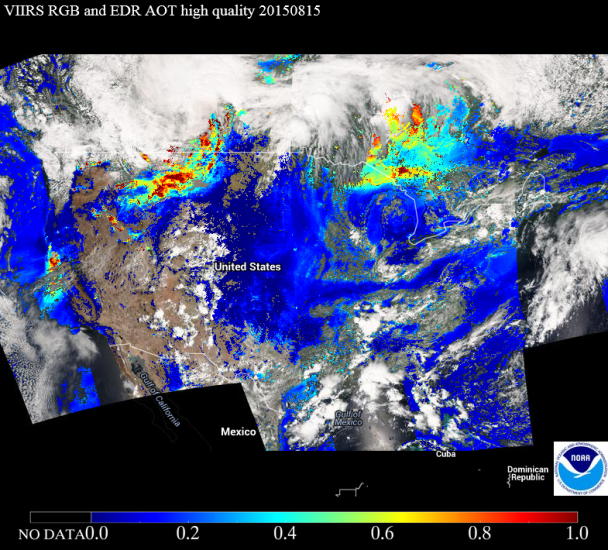 VIIRS RGB and EDR AOT high quality 20150815
United States
Gulf of California
Gulf of
Mexico
Mexico
Cuba
Dominican
Republic
NOAA
NO DATA 0.0 0.2 0.4 0.6 0.8 1.0